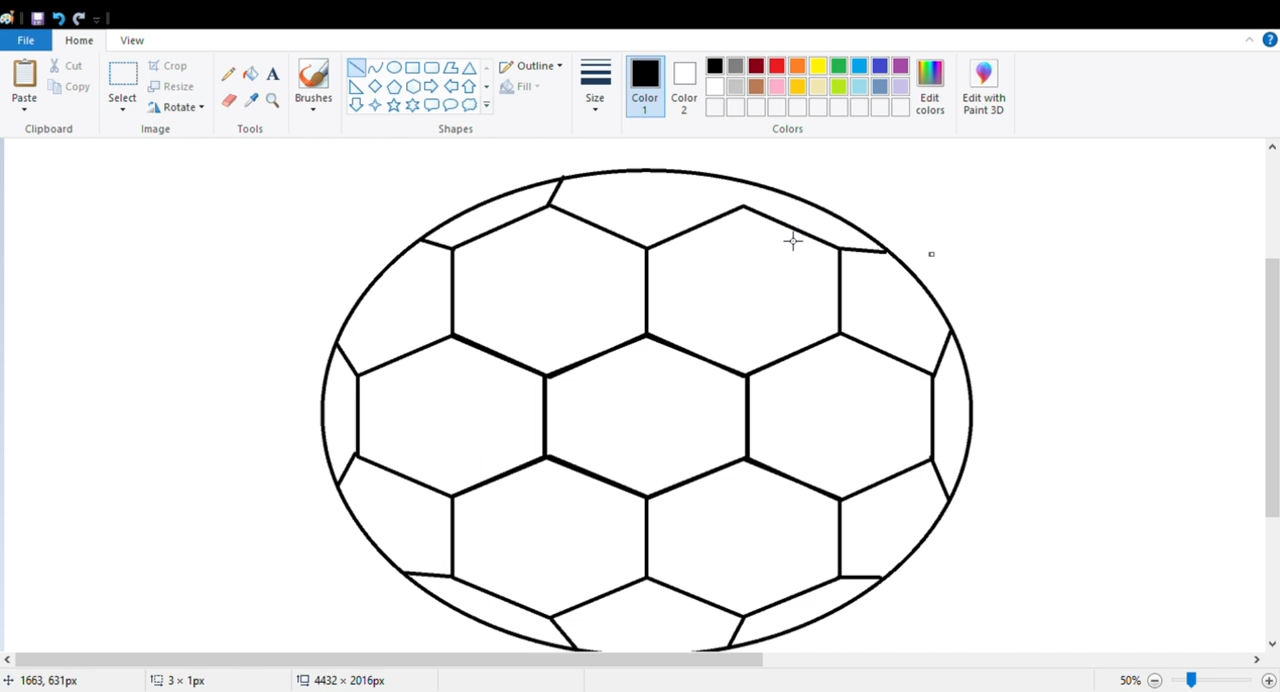 File Home View
Paste Cut Copy Select Crop Resize Rotate A Brushes Outline Fill Size Color 1 Color 2 Edit colors Edit with Paint 3D
Clipboard Image Tools Shapes Colors
1663, 631px 3 × 1px 4432 × 2016px 50%